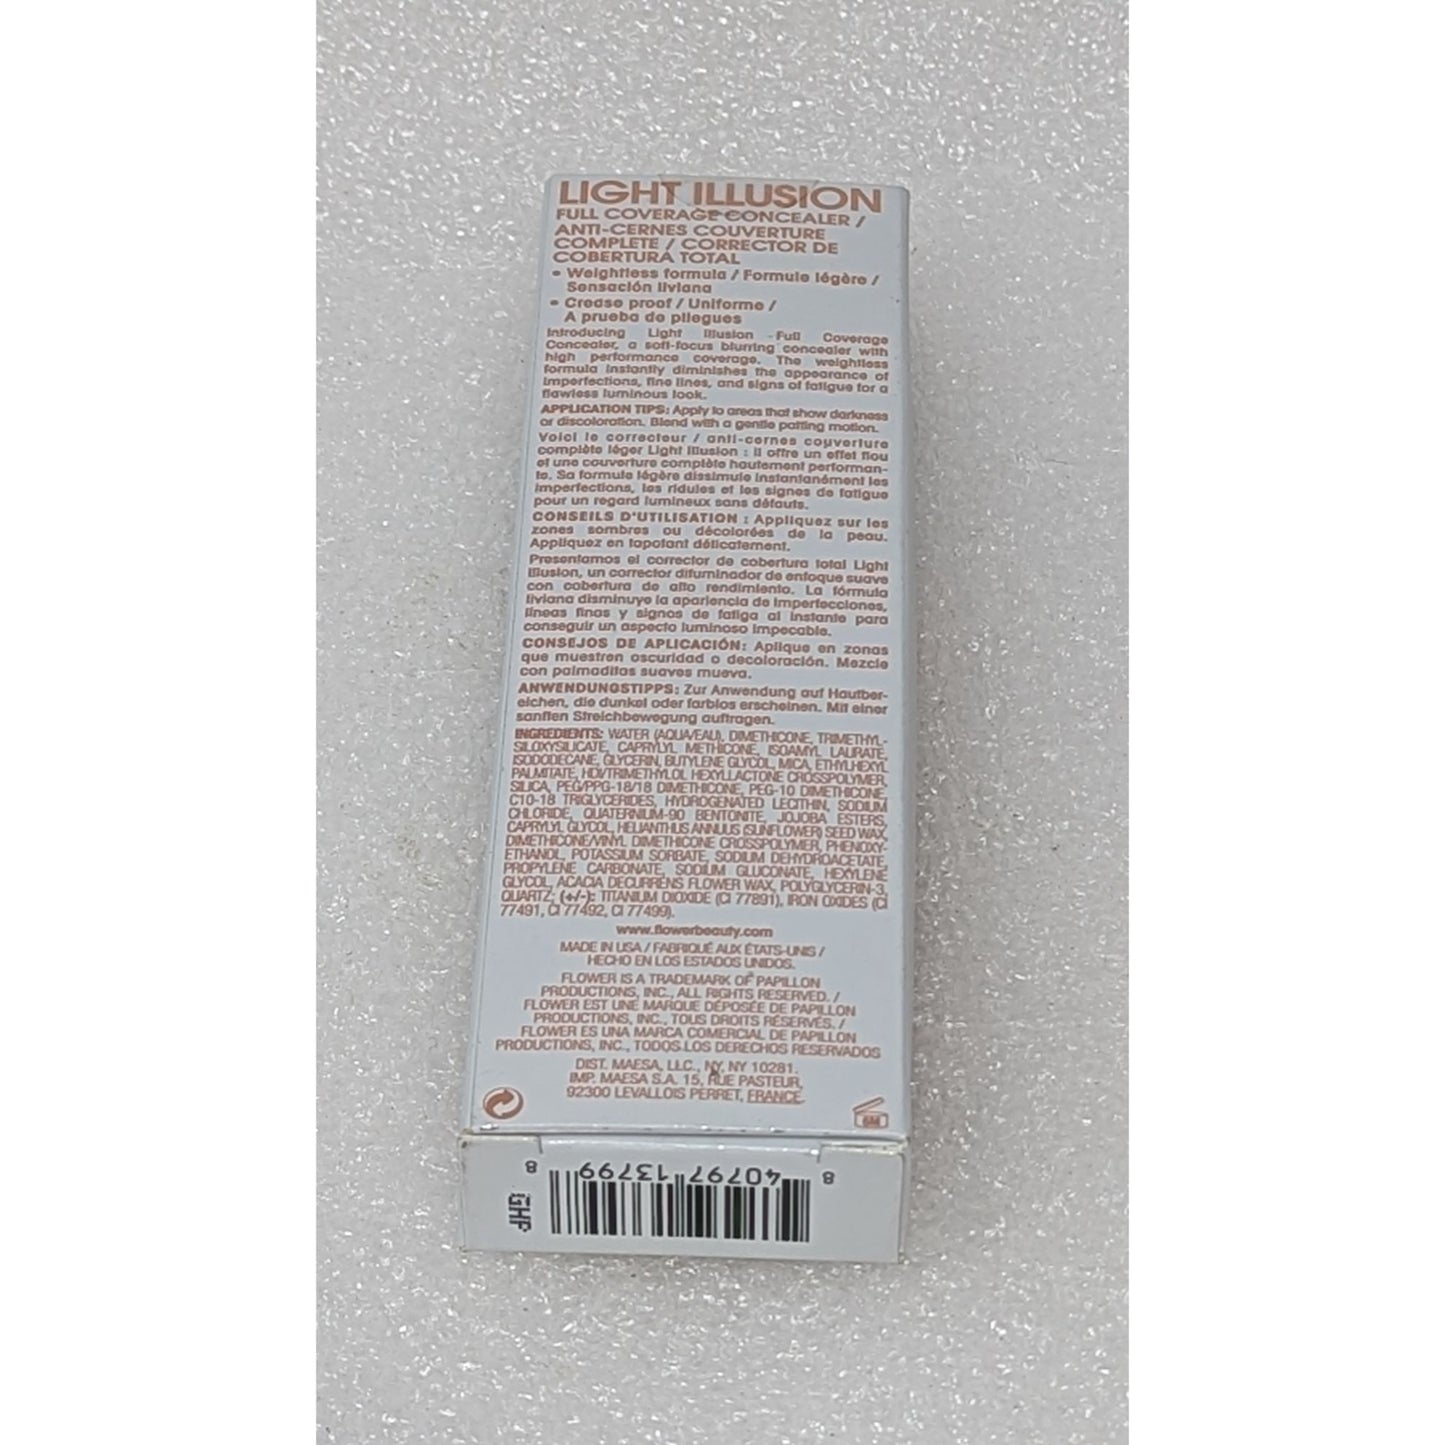 LIGHT ILLUSION
FULL COVERAGE CONCEALER /
ANTI-CERNES COUVERTURE
COMPLETE / CORRECTOR DE
COBERTURA TOTAL
• Weightless formula / Formule légère /
Sensación liviana
• Crease proof / Uniforme /
A prueba de pliegues
Introducing Light Illusion Full Coverage
Concealer, a soft-focus blurring concealer with
high performance coverage. The weightless
formula instantly diminishes the appearance of
imperfections, fine lines, and signs of fatigue for a
flawless luminous look.
APPLICATION TIPS: Apply to areas that show darkness
or discoloration. Blend with a gentle patting motion.
Voici le correcteur / anti-cernes couverture
complète léger Light Illusion : il offre un effet flou
et une couverture complète hautement performan-
te. Sa formule légère dissimule instantanément les
imperfections, les ridules et les signes de fatigue
pour un regard lumineux sans défauts.
CONSEILS D'UTILISATION : Appliquez sur les
zones sombres ou décolorées de la peau.
Appliquez en tapotant délicatement.
Presentamos el corrector de cobertura total Light
Illusion, un corrector difuminador de enfoque suave
con cobertura de alto rendimiento. La fórmula
liviana disminuye la apariencia de imperfecciones,
líneas finas y signos de fatiga al instante para
conseguir un aspecto luminoso impecable.
CONSEJOS DE APLICACIÓN: Aplique en zonas
que muestren oscuridad o decoloración. Mezcle
con palmaditas suaves mueva.
ANWENDUNGSTIPPS: Zur Anwendung auf Hautber-
eichen, die dunkel oder farblos erscheinen. Mit einer
sanften Streichbewegung auftragen.
INGREDIENTS: WATER (AQUA/EAU), DIMETHICONE, TRIMETHYL-
SILOXYSILICATE, CAPRYLYL METHICONE, ISOAMYL LAURATE,
ISODODECANE, GLYCERIN, BUTYLENE GLYCOL, MICA, ETHYLHEXYL
PALMITATE, HDI/TRIMETHYLOL HEXYLLACTONE CROSSPOLYMER,
SILICA, PEG/PPG-18/18 DIMETHICONE, PEG-10 DIMETHICONE,
C10-18 TRIGLYCERIDES, HYDROGENATED LECITHIN, SODIUM
CHLORIDE, QUATERNIUM-90 BENTONITE, JOJOBA ESTERS,
CAPRYLYL GLYCOL, HELIANTHUS ANNUUS (SUNFLOWER) SEED WAX,
DIMETHICONE/VINYL DIMETHICONE CROSSPOLYMER, PHENOXY-
ETHANOL, POTASSIUM SORBATE, SODIUM DEHYDROACETATE,
PROPYLENE CARBONATE, SODIUM GLUCONATE, HEXYLENE
GLYCOL, ACACIA DECURRENS FLOWER WAX, POLYGLYCERIN-3,
QUARTZ; (+/-): TITANIUM DIOXIDE (CI 77891), IRON OXIDES (CI
77491, CI 77492, CI 77499).
www.flowerbeauty.com
MADE IN USA / FABRIQUÉ AUX ÉTATS-UNIS /
HECHO EN LOS ESTADOS UNIDOS.
FLOWER IS A TRADEMARK OF PAPILLON
PRODUCTIONS, INC., ALL RIGHTS RESERVED. /
FLOWER EST UNE MARQUE DÉPOSÉE DE PAPILLON
PRODUCTIONS, INC., TOUS DROITS RÉSERVÉS. /
FLOWER ES UNA MARCA COMERCIAL DE PAPILLON
PRODUCTIONS, INC., TODOS LOS DERECHOS RESERVADOS
DIST. MAESA, LLC., NY, NY 10281.
IMP. MAESA S.A. 15, RUE PASTEUR,
92300 LEVALLOIS PERRET, FRANCE.
6M
8 40797 13799 8
GHP